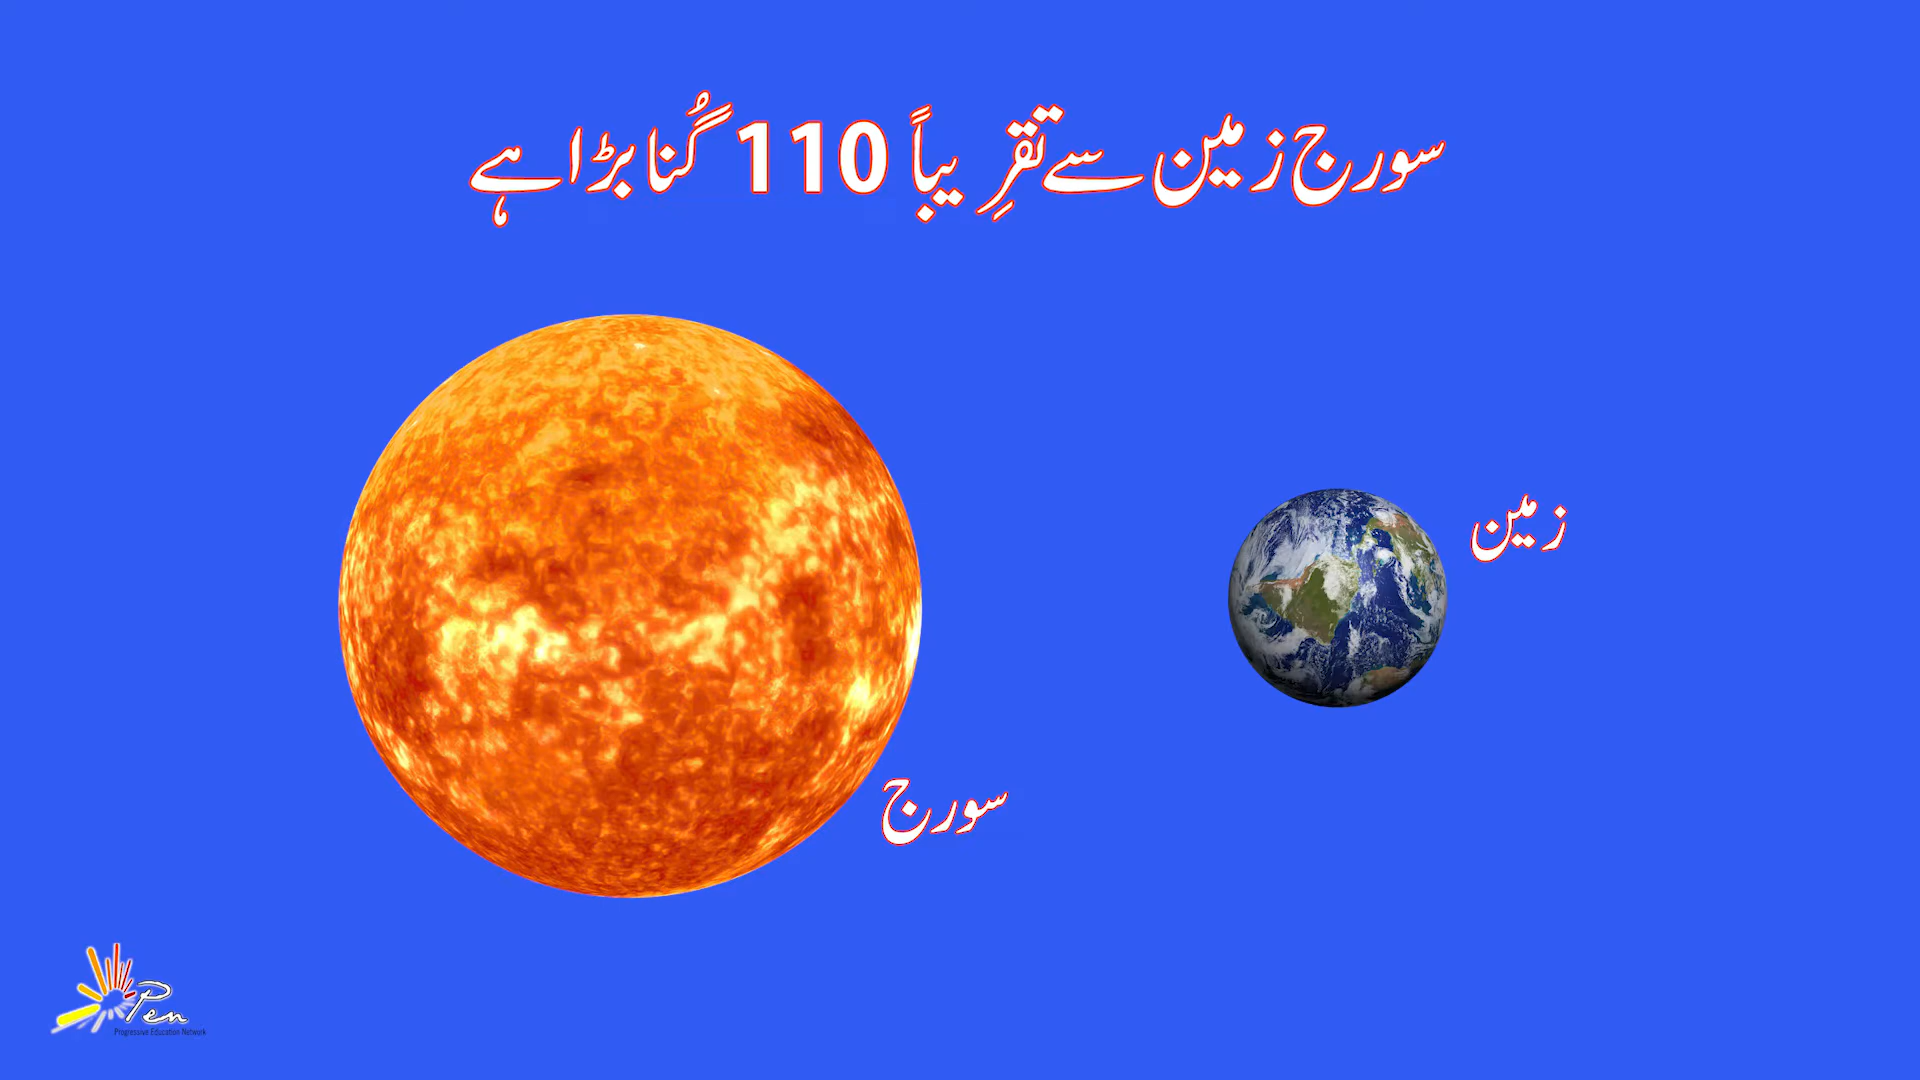 سورج زمین سے تقرِیباً 110 گُنا بڑا ہے
زمین
سورج
Pen
Progressive Education Network